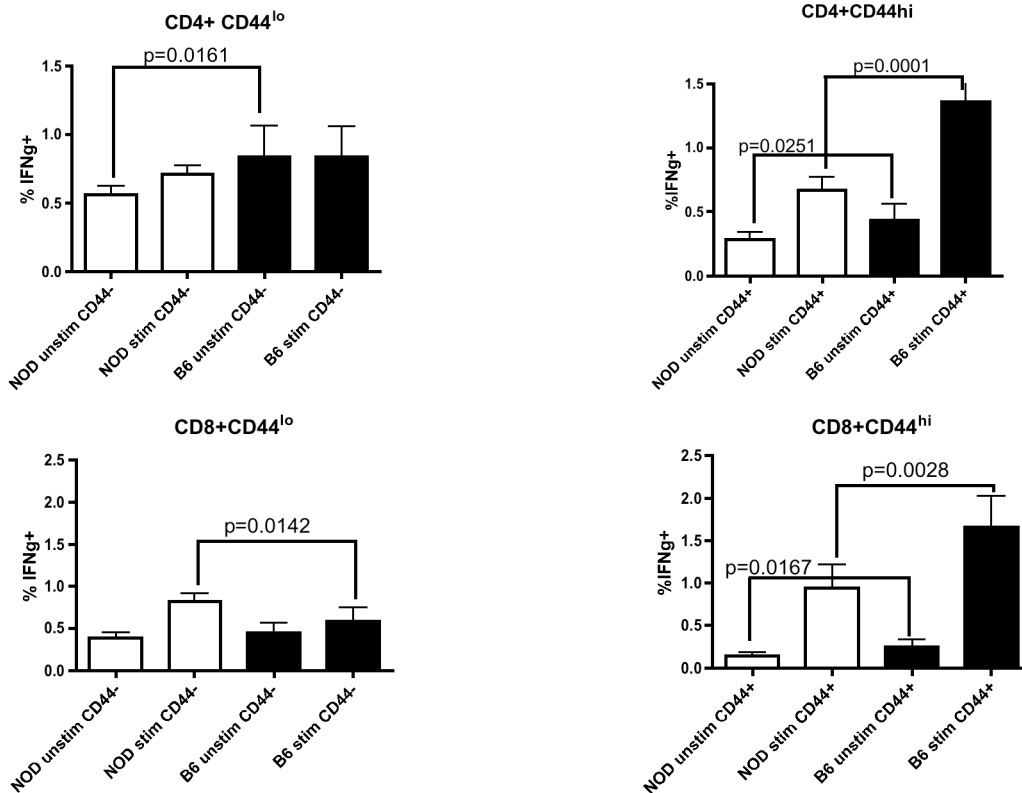 CD4+ CD44lo
p=0.0161
1.5
1.0
0.5
0.0
% IFNg+
NOD unstim CD44-
NOD stim CD44-
B6 unstim CD44-
B6 stim CD44-
CD4+CD44hi
p=0.0001
p=0.0251
1.5
1.0
0.5
0.0
%IFNg+
NOD unstim CD44+
NOD stim CD44+
B6 unstim CD44+
B6 stim CD44+
CD8+CD44lo
p=0.0142
2.5
2.0
1.5
1.0
0.5
0.0
% IFNg+
NOD unstim CD44-
NOD stim CD44-
B6 unstim CD44-
B6 stim CD44-
CD8+CD44hi
p=0.0028
p=0.0167
2.5
2.0
1.5
1.0
0.5
0.0
%IFNg+
NOD unstim CD44+
NOD stim CD44+
B6 unstim CD44+
B6 stim CD44+